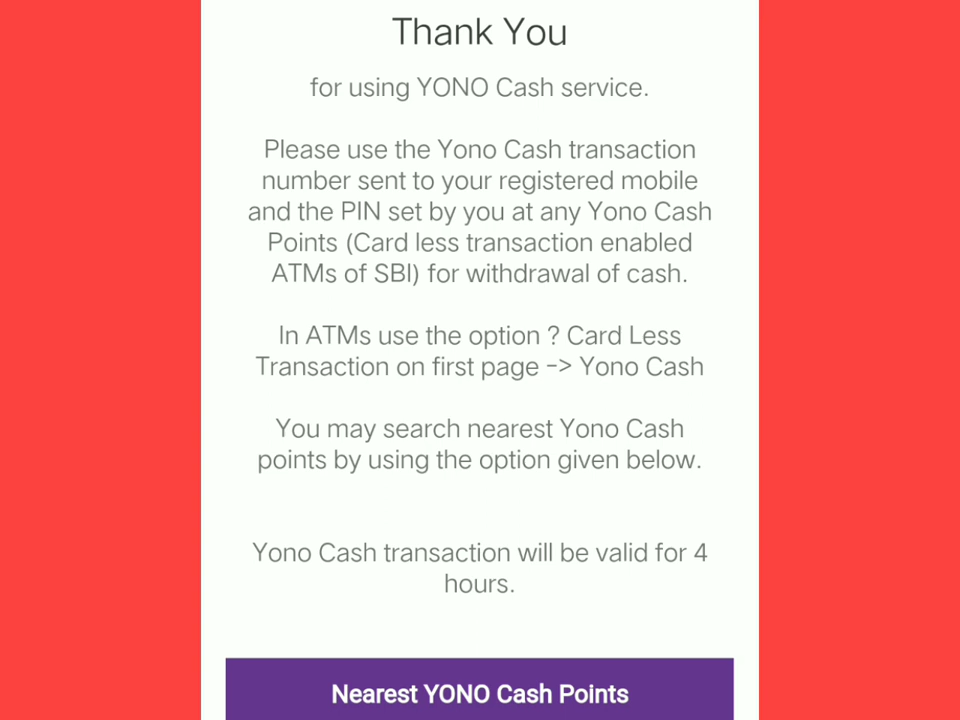 Thank You
for using YONO Cash service.
Please use the Yono Cash transaction
number sent to your registered mobile
and the PIN set by you at any Yono Cash
Points (Card less transaction enabled
ATMs of SBI) for withdrawal of cash.
In ATMs use the option ? Card Less
Transaction on first page -> Yono Cash
You may search nearest Yono Cash
points by using the option given below.
Yono Cash transaction will be valid for 4
hours.
Nearest YONO Cash Points